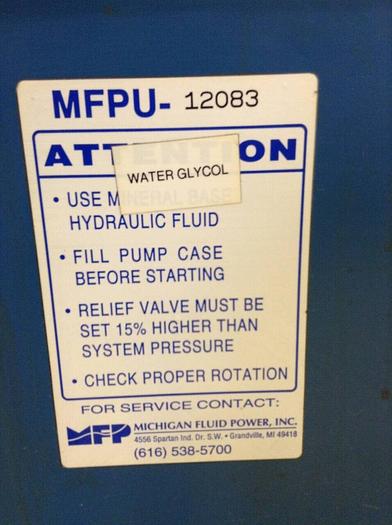 MFPU- 12083
ATTENTION
WATER GLYCOL
• USE MINERAL BASE
HYDRAULIC FLUID
• FILL PUMP CASE
BEFORE STARTING
• RELIEF VALVE MUST BE
SET 15% HIGHER THAN
SYSTEM PRESSURE
• CHECK PROPER ROTATION
FOR SERVICE CONTACT:
MFP MICHIGAN FLUID POWER, INC.
4556 Spartan Ind. Dr. S.W. • Grandville, MI 49418
(616) 538-5700